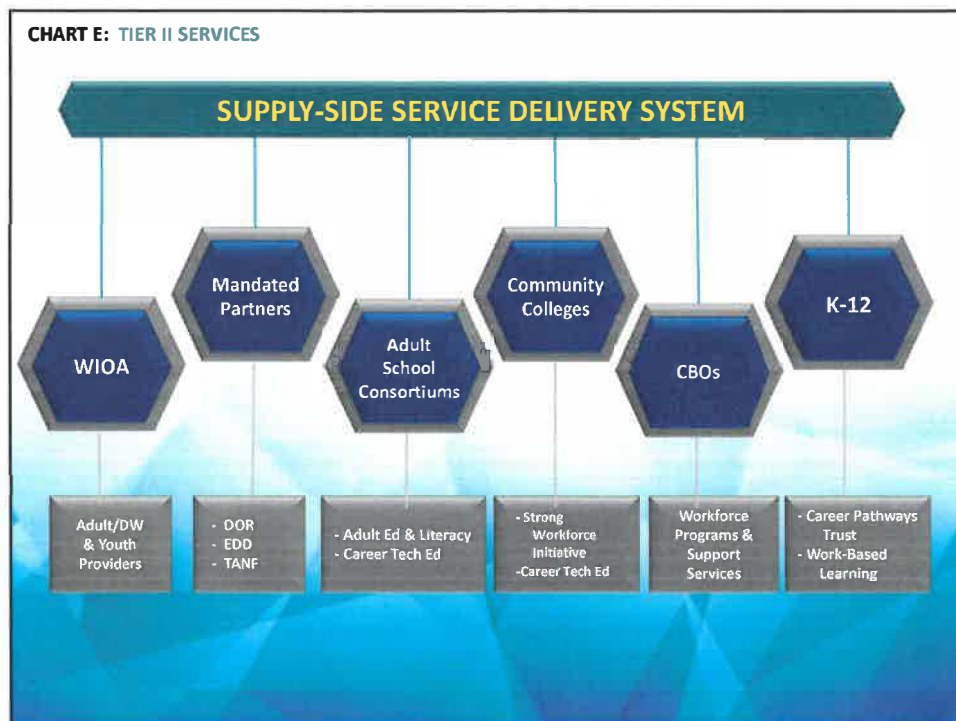 CHART E: TIER II SERVICES
SUPPLY-SIDE SERVICE DELIVERY SYSTEM
WIOA
Mandated
Partners
Adult
School
Consortiums
Community
Colleges
CBOs
K-12
Adult/DW
& Youth
Providers
- DOR
- EDD
- TANF
- Adult Ed & Literacy
- Career Tech Ed
- Strong
Workforce
Initiative
-Career Tech Ed
Workforce
Programs &
Support
Services
- Career Pathways
Trust
- Work-Based
Learning